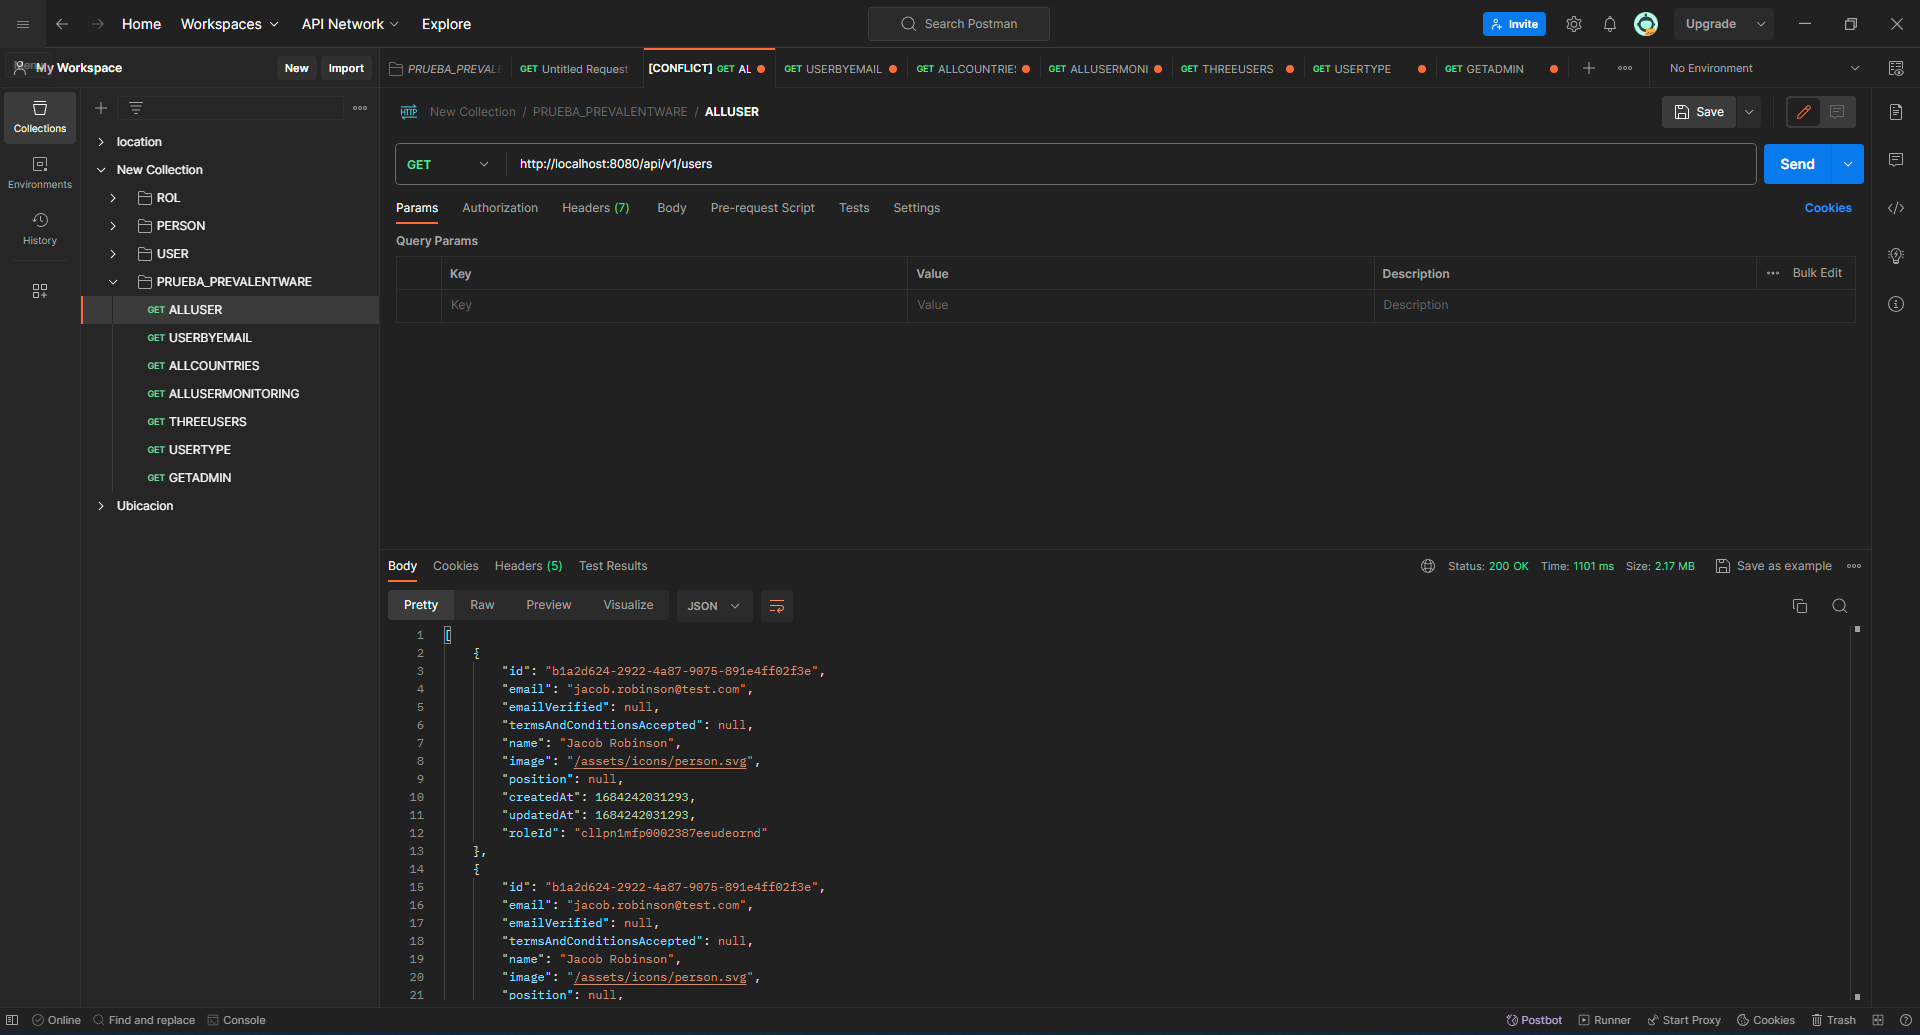 Home Workspaces API Network Explore Search Postman Invite Upgrade
My Workspace New Import PRUEBA_PREVAL GET Untitled Request [CONFLICT] GET AL GET USERBYEMAIL GET ALLCOUNTRIE GET ALLUSERMONI GET THREEUSERS GET USERTYPE GET GETADMIN No Environment
Collections
Environments
History
location
New Collection
ROL
PERSON
USER
PRUEBA_PREVALENTWARE
GET ALLUSER
GET USERBYEMAIL
GET ALLCOUNTRIES
GET ALLUSERMONITORING
GET THREEUSERS
GET USERTYPE
GET GETADMIN
Ubicacion
HTTP New Collection / PRUEBA_PREVALENTWARE / ALLUSER Save
GET http://localhost:8080/api/v1/users Send
Params Authorization Headers (7) Body Pre-request Script Tests Settings Cookies
Query Params
Key Value Description Bulk Edit
Key Value Description
Body Cookies Headers (5) Test Results Status: 200 OK Time: 1101 ms Size: 2.17 MB Save as example
Pretty Raw Preview Visualize JSON
1 [
2 {
3 "id": "b1a2d624-2922-4a87-9075-891e4ff02f3e",
4 "email": "jacob.robinson@test.com",
5 "emailVerified": null,
6 "termsAndConditionsAccepted": null,
7 "name": "Jacob Robinson",
8 "image": "/assets/icons/person.svg",
9 "position": null,
10 "createdAt": 1684242031293,
11 "updatedAt": 1684242031293,
12 "roleId": "cllpn1mfp0002387eeudeornd"
13 },
14 {
15 "id": "b1a2d624-2922-4a87-9075-891e4ff02f3e",
16 "email": "jacob.robinson@test.com",
17 "emailVerified": null,
18 "termsAndConditionsAccepted": null,
19 "name": "Jacob Robinson",
20 "image": "/assets/icons/person.svg",
21 "position": null,
Online Find and replace Console Postbot Runner Start Proxy Cookies Trash